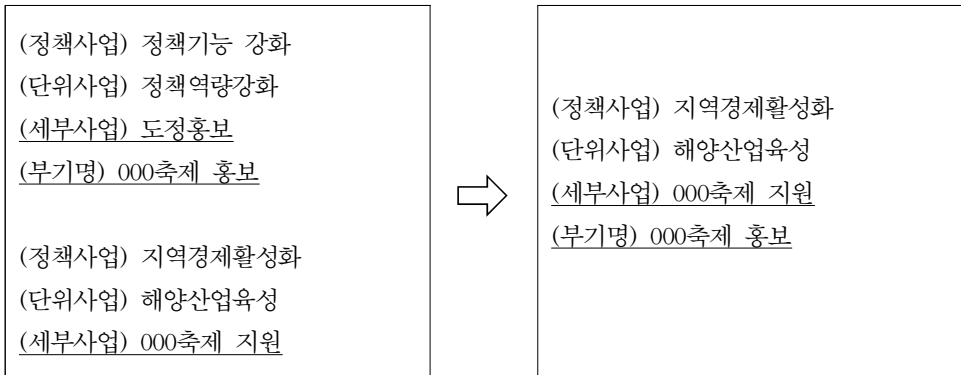 (정책사업) 정책기능 강화
(단위사업) 정책역량강화
(세부사업) 도정홍보
(부기명) 000축제 홍보
(정책사업) 지역경제활성화
(단위사업) 해양산업육성
(세부사업) 000축제 지원
(정책사업) 지역경제활성화
(단위사업) 해양산업육성
(세부사업) 000축제 지원
(부기명) 000축제 홍보